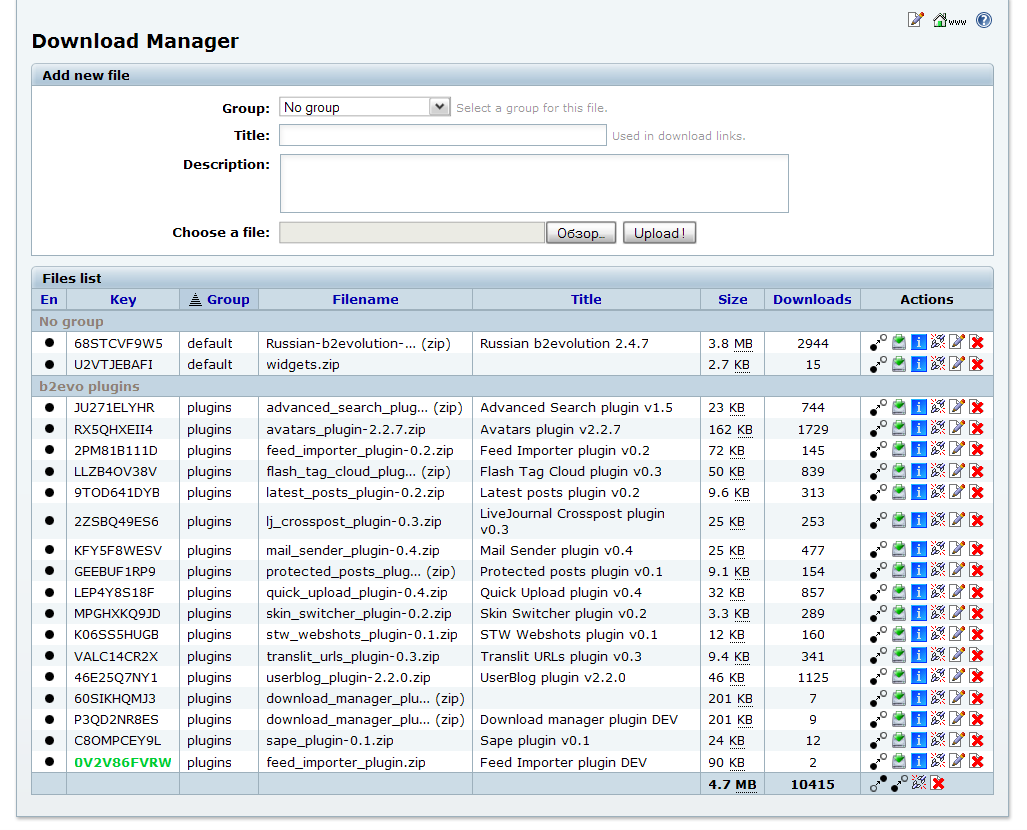 www
Download Manager
Add new file
Group: No group Select a group for this file.
Title: Used in download links.
Description:
Choose a file: Обзор... Upload !
Files list
En Key Group Filename Title Size Downloads Actions
No group
68STCVF9W5 default Russian-b2evolution-... (zip) Russian b2evolution 2.4.7 3.8 MB 2944
U2VTJEBAFI default widgets.zip 2.7 KB 15
b2evo plugins
JU271ELYHR plugins advanced_search_plug... (zip) Advanced Search plugin v1.5 23 KB 744
RX5QHXEII4 plugins avatars_plugin-2.2.7.zip Avatars plugin v2.2.7 162 KB 1729
2PM81B111D plugins feed_importer_plugin-0.2.zip Feed Importer plugin v0.2 72 KB 145
LLZB4OV38V plugins flash_tag_cloud_plug... (zip) Flash Tag Cloud plugin v0.3 50 KB 839
9TOD641DYB plugins latest_posts_plugin-0.2.zip Latest posts plugin v0.2 9.6 KB 313
2ZSBQ49ES6 plugins lj_crosspost_plugin-0.3.zip LiveJournal Crosspost plugin v0.3 25 KB 253
KFY5F8WESV plugins mail_sender_plugin-0.4.zip Mail Sender plugin v0.4 25 KB 477
GEEBUF1RP9 plugins protected_posts_plug... (zip) Protected posts plugin v0.1 9.1 KB 154
LEP4Y8S18F plugins quick_upload_plugin-0.4.zip Quick Upload plugin v0.4 32 KB 857
MPGHXKQ9JD plugins skin_switcher_plugin-0.2.zip Skin Switcher plugin v0.2 3.3 KB 289
K06SS5HUGB plugins stw_webshots_plugin-0.1.zip STW Webshots plugin v0.1 12 KB 160
VALC14CR2X plugins translit_urls_plugin-0.3.zip Translit URLs plugin v0.3 9.4 KB 341
46E25Q7NY1 plugins userblog_plugin-2.2.0.zip UserBlog plugin v2.2.0 46 KB 1125
60SIKHQMJ3 plugins download_manager_plu... (zip) 201 KB 7
P3QD2NR8ES plugins download_manager_plu... (zip) Download manager plugin DEV 201 KB 9
C8OMPCEY9L plugins sape_plugin-0.1.zip Sape plugin v0.1 24 KB 12
0V2V86FVRW plugins feed_importer_plugin.zip Feed Importer plugin DEV 90 KB 2
4.7 MB 10415